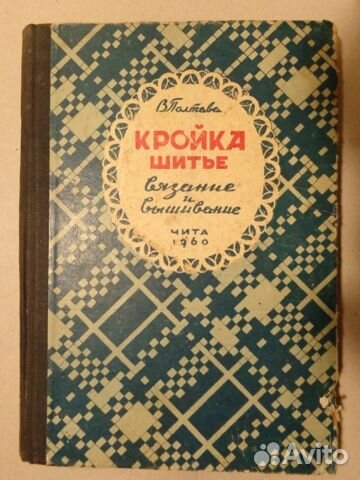 В Полтева
КРОЙКА
ШИТЬЕ
вязание
и
вышивание
ЧИТА
1960
Avito